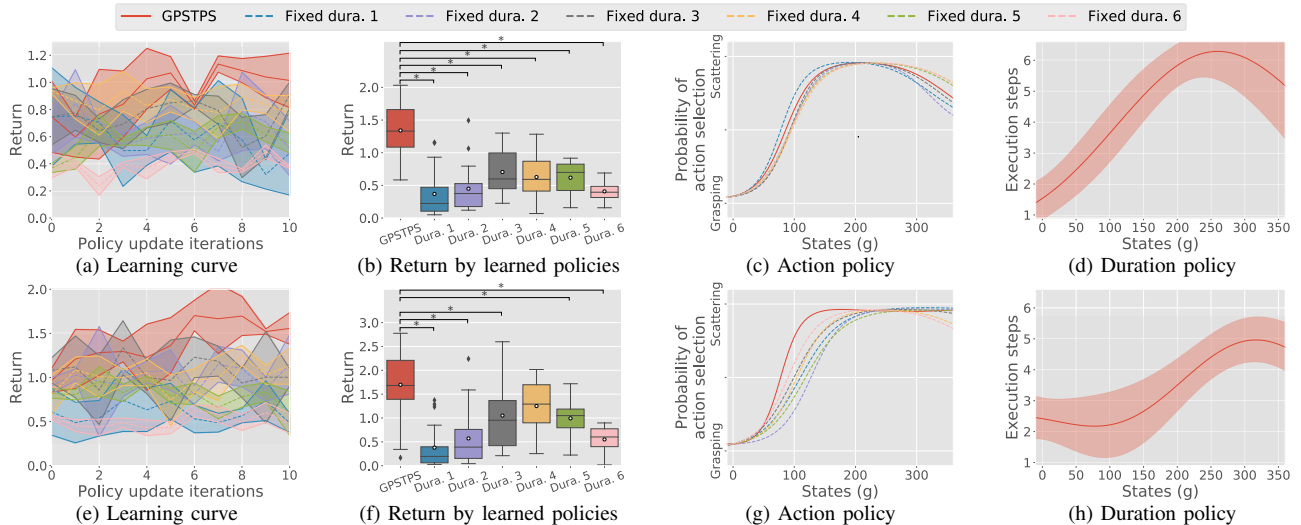 GPSTPS Fixed dura. 1 Fixed dura. 2 Fixed dura. 3 Fixed dura. 4 Fixed dura. 5 Fixed dura. 6
Return
1.2
1.0
0.8
0.6
0.4
0.2
0.0
0 2 4 6 8 10
Policy update iterations
(a) Learning curve
Return
2.0
1.5
1.0
0.5
0.0
* * * * * *
GPSTPS Dura. 1 Dura. 2 Dura. 3 Dura. 4 Dura. 5 Dura. 6
(b) Return by learned policies
Probability of
action selection
Scattering
Grasping
0 100 200 300
States (g)
(c) Action policy
Execution steps
6
5
4
3
2
1
0 50 100 150 200 250 300 350
States (g)
(d) Duration policy
Return
2.0
1.5
1.0
0.5
0.0
0 2 4 6 8 10
Policy update iterations
(e) Learning curve
Return
3.0
2.5
2.0
1.5
1.0
0.5
0.0
* * * * *
GPSTPS Dura. 1 Dura. 2 Dura. 3 Dura. 4 Dura. 5 Dura. 6
(f) Return by learned policies
Probability of
action selection
Scattering
Grasping
0 100 200 300
States (g)
(g) Action policy
Execution steps
6
5
4
3
2
1
0 50 100 150 200 250 300 350
States (g)
(h) Duration policy